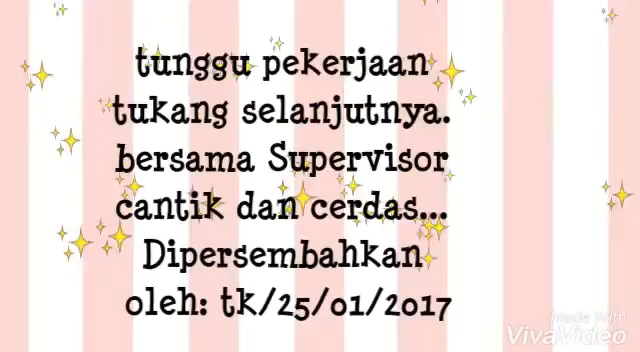 tunggu pekerjaan
tukang selanjutnya.
bersama Supervisor
cantik dan cerdas...
Dipersembahkan
oleh: tk/25/01/2017
Made With
VivaVideo